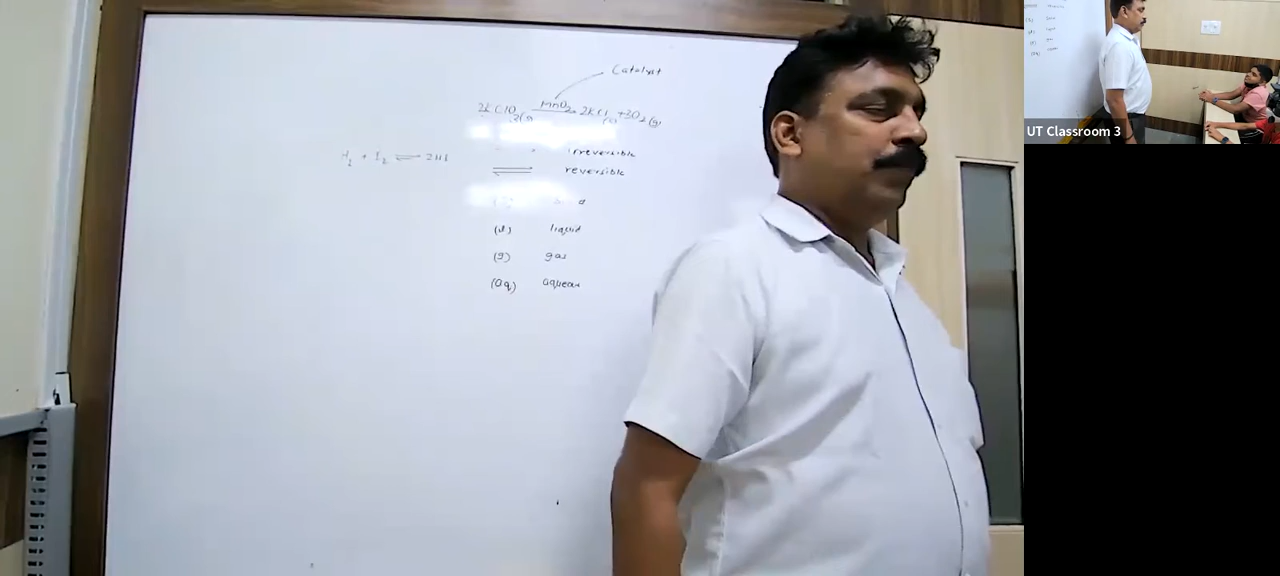 Catalyst
2KClO3(s) MnO2 → 2KCl(s) + 3O2(g)
irreversible
H2 + I2 ⇌ 2HI
⇌ reversible
(l) liquid
(g) gas
(aq) aqueous
UT Classroom 3